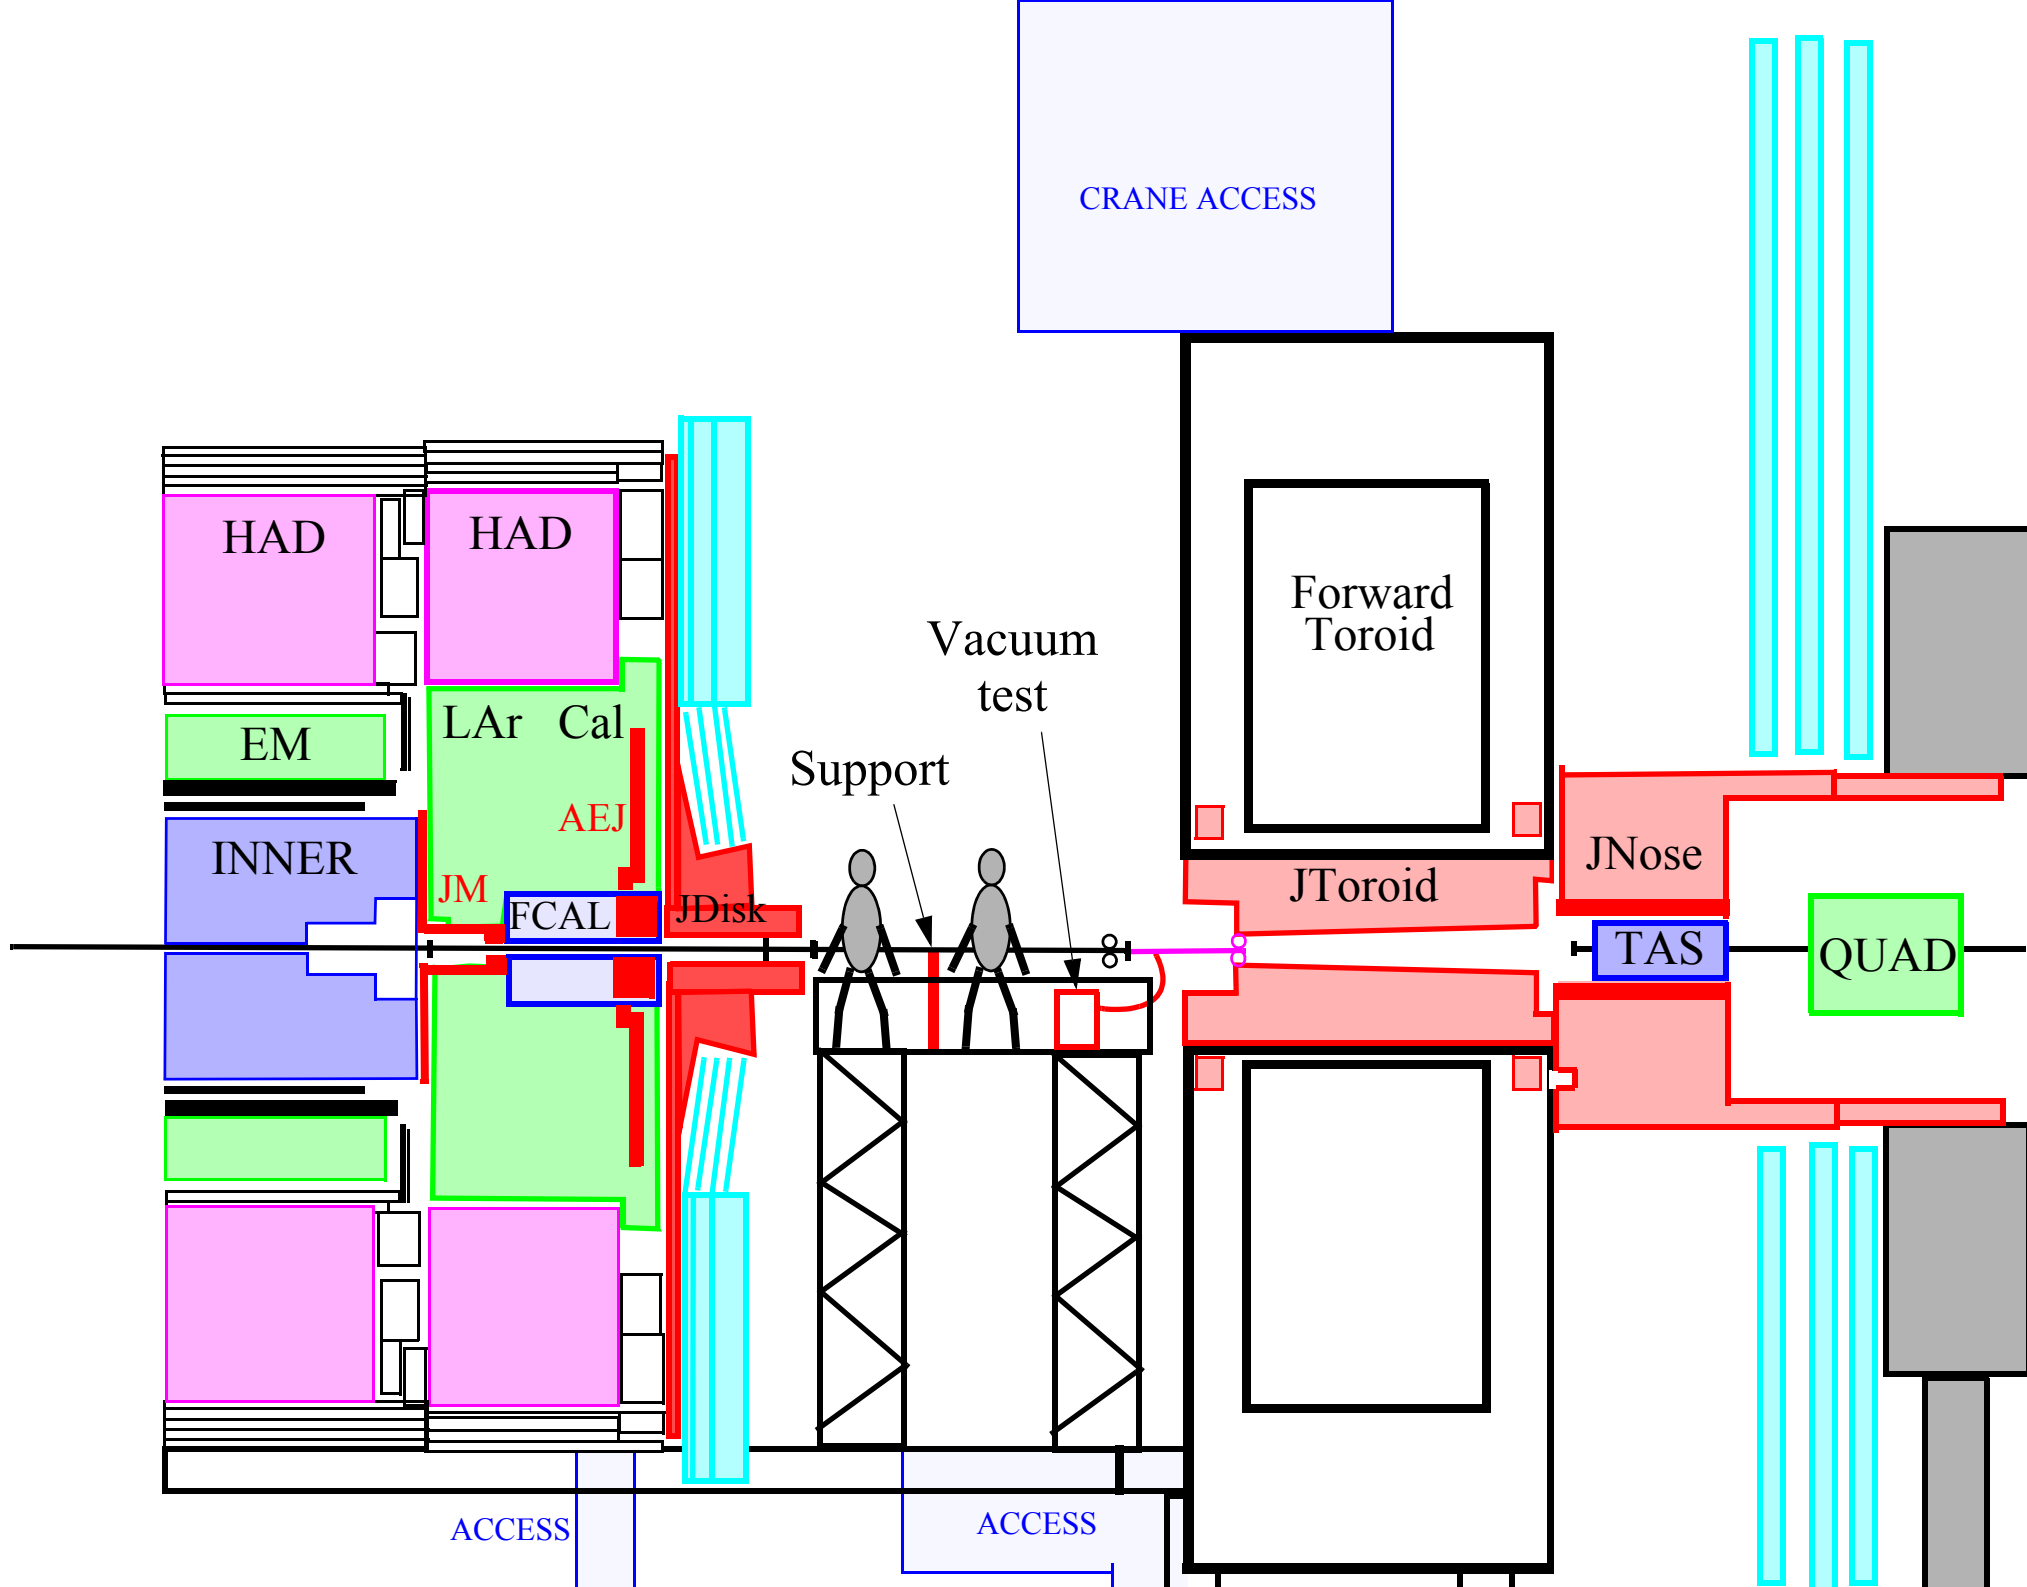 CRANE ACCESS
HAD
HAD
Forward
Toroid
Vacuum
test
LAr Cal
EM
Support
AEJ
INNER
JNose
JM
JToroid
FCAL
JDisk
TAS
QUAD
ACCESS
ACCESS